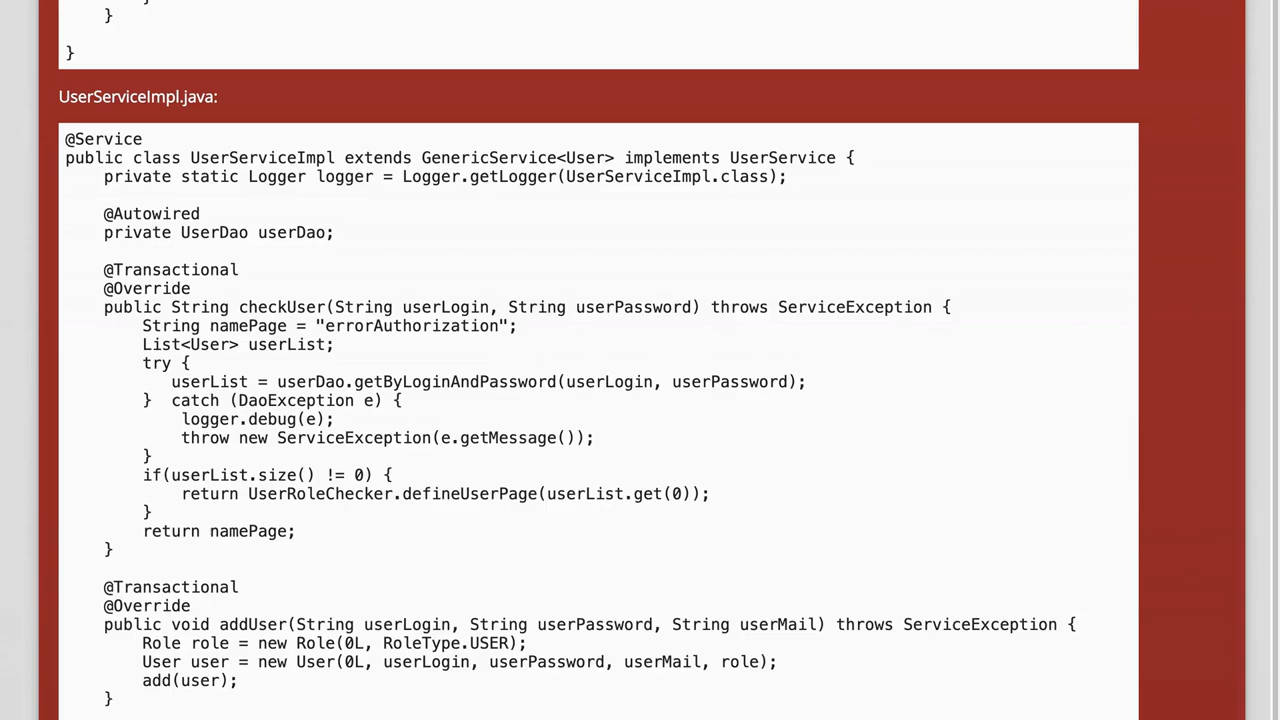 }
}
UserServiceImpl.java:
@Service
public class UserServiceImpl extends GenericService<User> implements UserService {
private static Logger logger = Logger.getLogger(UserServiceImpl.class);
@Autowired
private UserDao userDao;
@Transactional
@Override
public String checkUser(String userLogin, String userPassword) throws ServiceException {
String namePage = "errorAuthorization";
List<User> userList;
try {
userList = userDao.getByLoginAndPassword(userLogin, userPassword);
}  catch (DaoException e) {
logger.debug(e);
throw new ServiceException(e.getMessage());
}
if(userList.size() != 0) {
return UserRoleChecker.defineUserPage(userList.get(0));
}
return namePage;
}
@Transactional
@Override
public void addUser(String userLogin, String userPassword, String userMail) throws ServiceException {
Role role = new Role(0L, RoleType.USER);
User user = new User(0L, userLogin, userPassword, userMail, role);
add(user);
}